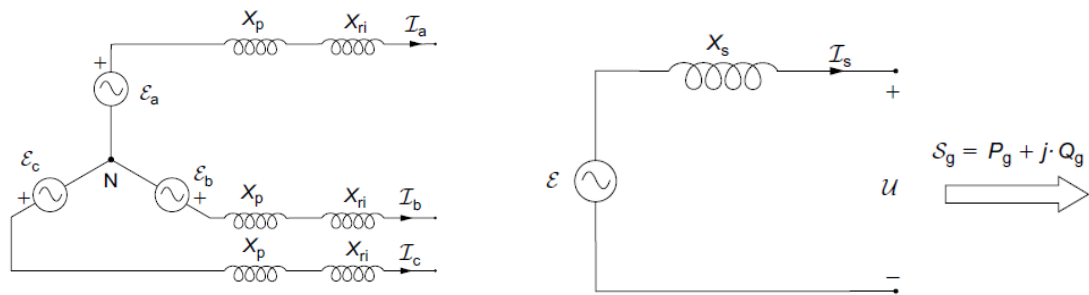 X_p X_ri ℐ_a
+
ℰ_a
ℰ_c
+
N
ℰ_b
+
X_p X_ri ℐ_b
X_p X_ri ℐ_c
X_s ℐ_s
+
ℰ
𝒰
−
𝒮_g = P_g + j· Q_g